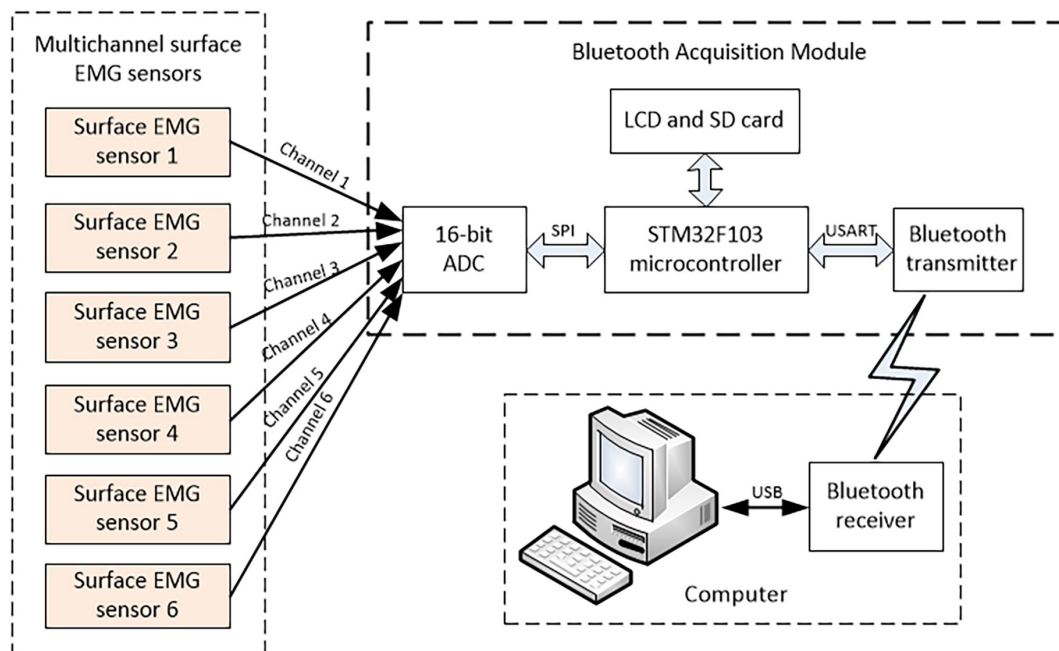 Multichannel surface
EMG sensors
Surface EMG
sensor 1
Surface EMG
sensor 2
Surface EMG
sensor 3
Surface EMG
sensor 4
Surface EMG
sensor 5
Surface EMG
sensor 6
Channel 1
Channel 2
Channel 3
Channel 4
Channel 5
Channel 6
Bluetooth Acquisition Module
LCD and SD card
16-bit
ADC
SPI
STM32F103
microcontroller
USART
Bluetooth
transmitter
USB
Bluetooth
receiver
Computer